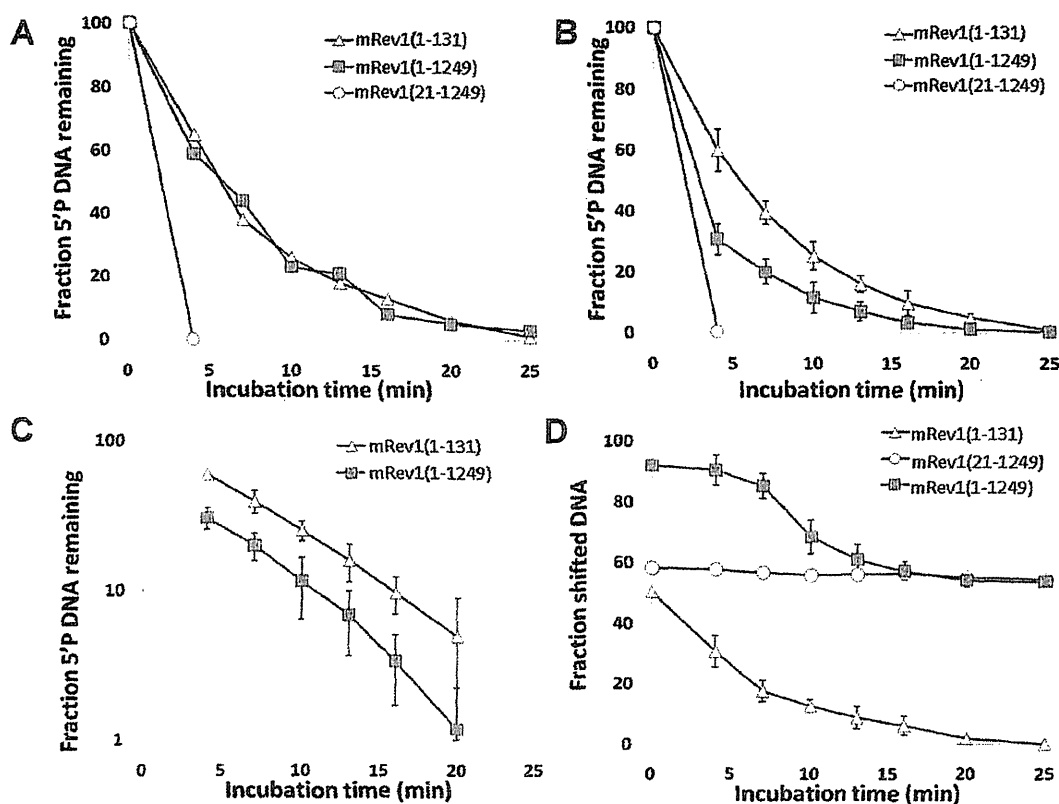 A
mRev1(1-131)
mRev1(1-1249)
mRev1(21-1249)
Fraction 5'P DNA remaining
100
80
60
40
20
0
0 5 10 15 20 25
Incubation time (min)
B
mRev1(1-131)
mRev1(1-1249)
mRev1(21-1249)
Fraction 5'P DNA remaining
100
80
60
40
20
0
0 5 10 15 20 25
Incubation time (min)
C
mRev1(1-131)
mRev1(1-1249)
Fraction 5'P DNA remaining
100
10
1
0 5 10 15 20 25
Incubation time (min)
D
mRev1(1-131)
mRev1(21-1249)
mRev1(1-1249)
Fraction shifted DNA
100
80
60
40
20
0
0 5 10 15 20 25
Incubation time (min)